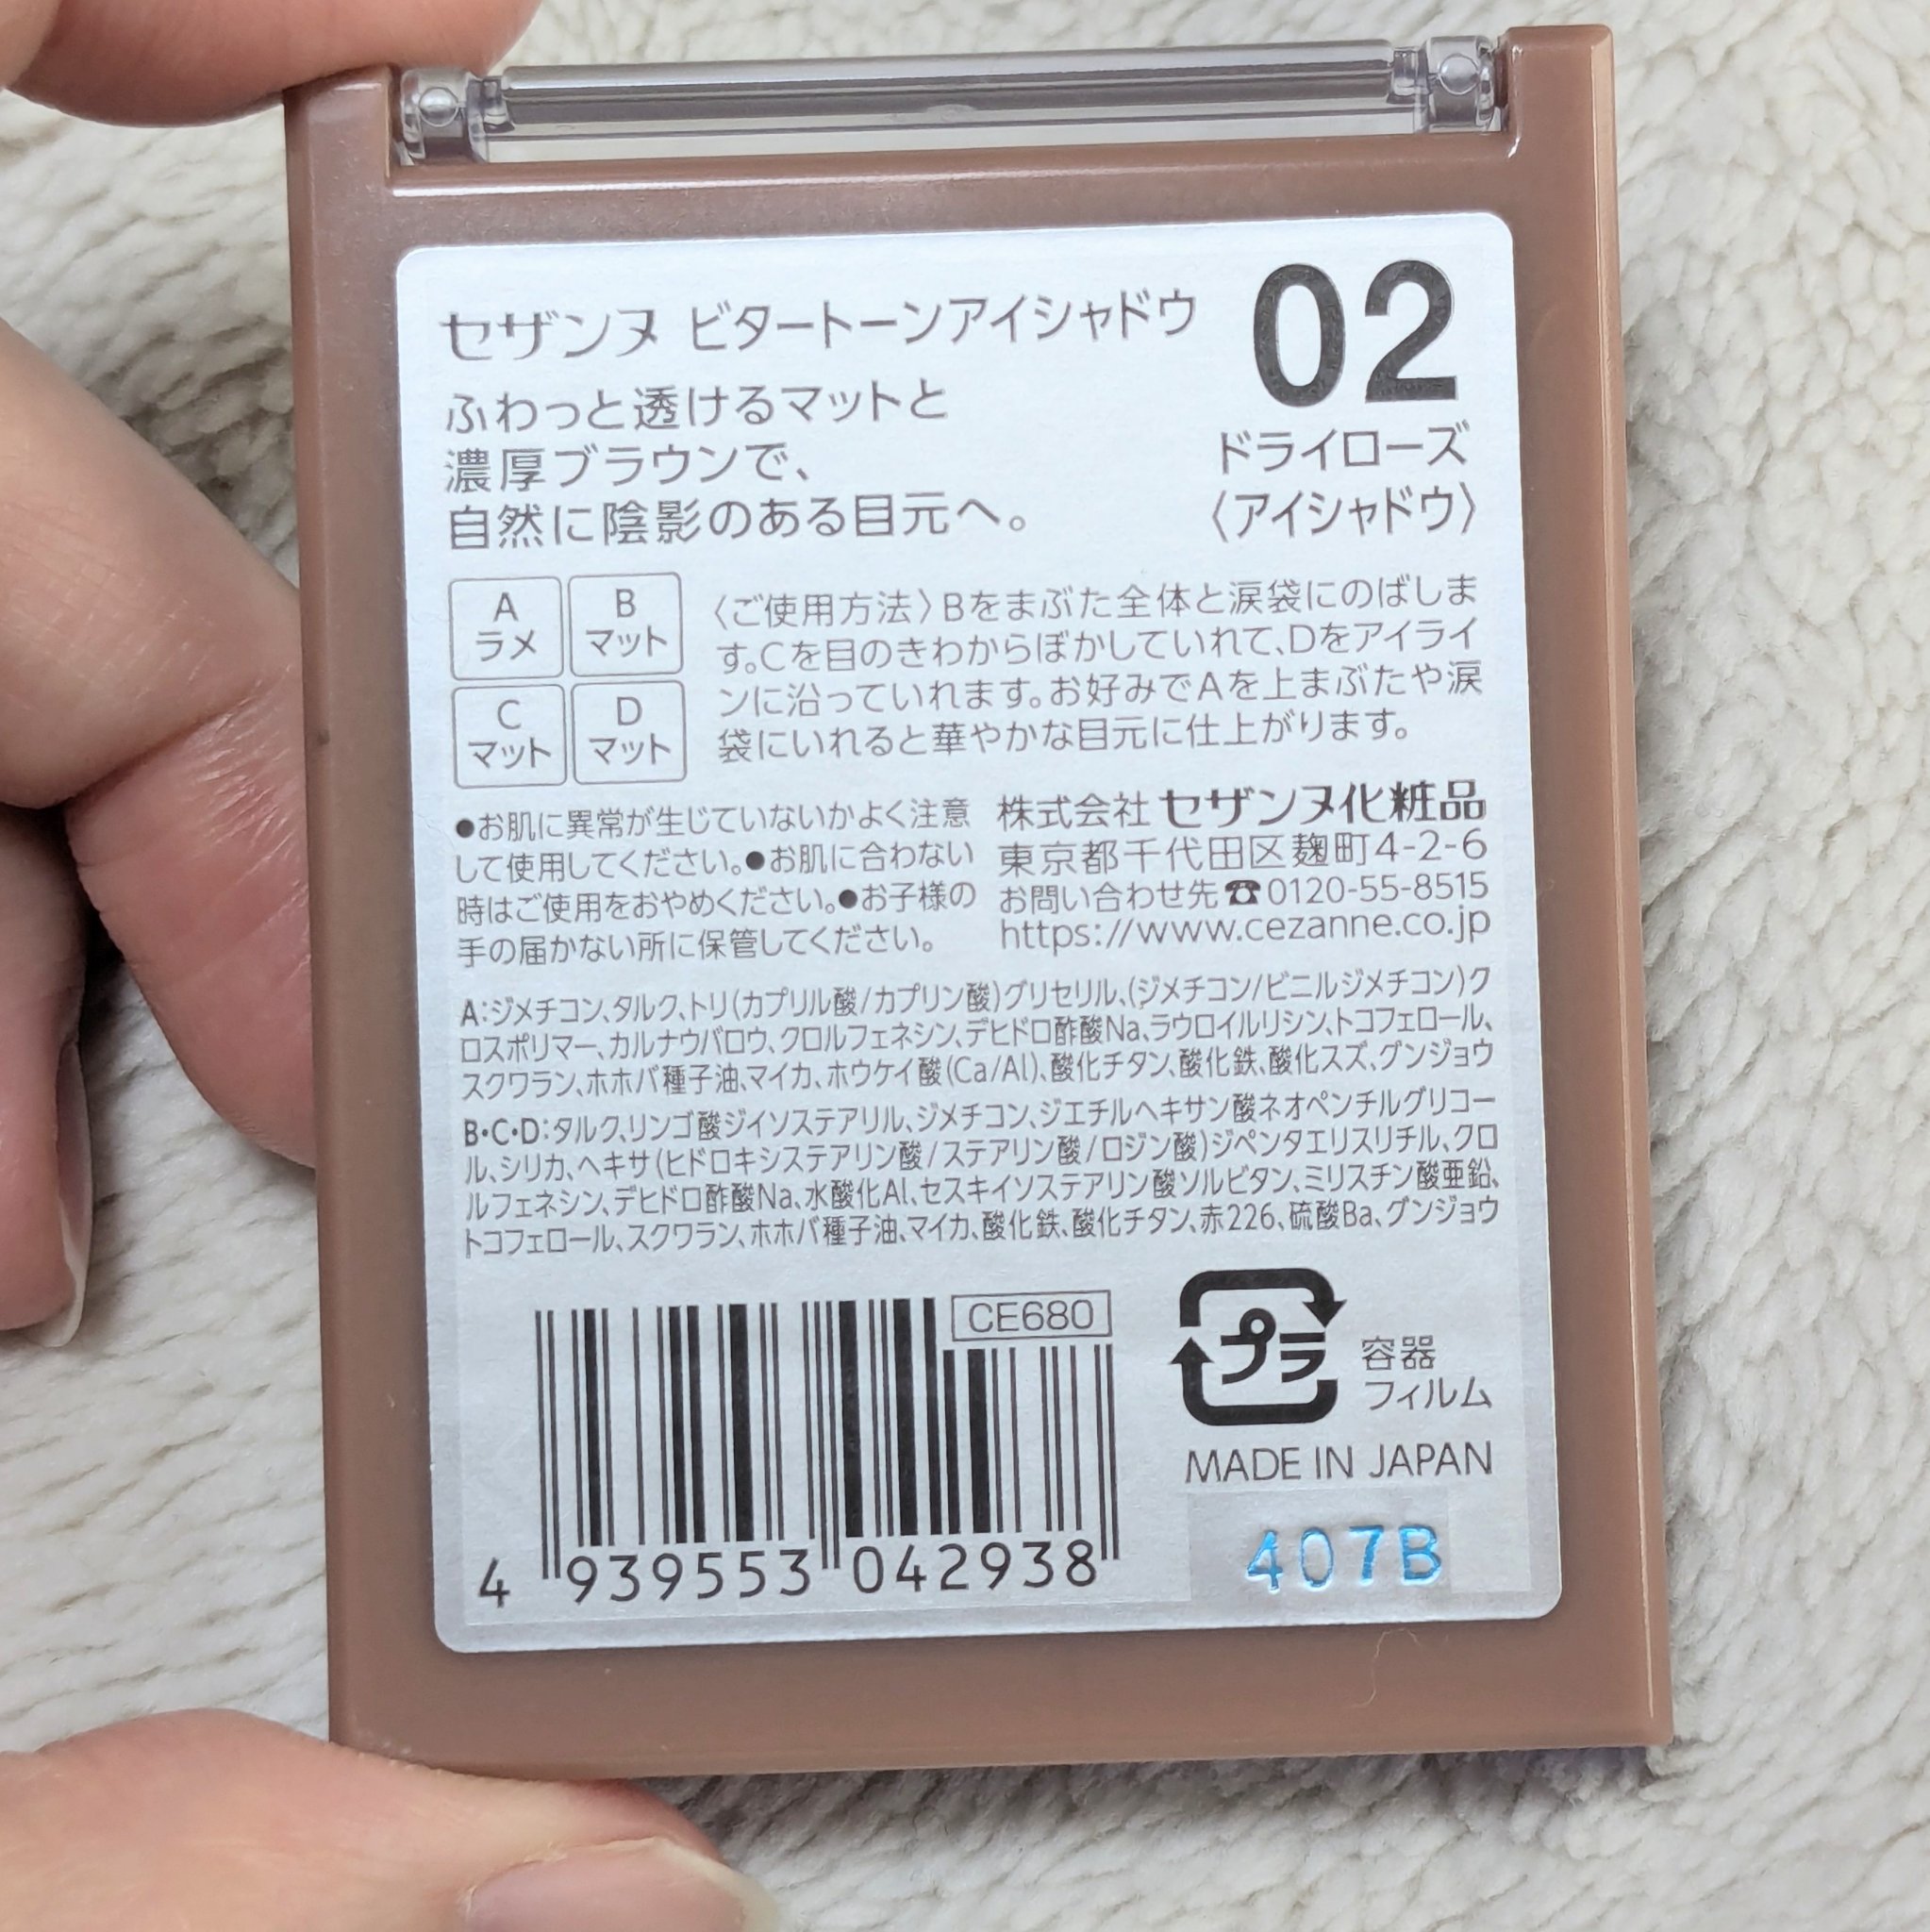 セザンヌ ビタートーンアイシャドウ
02
ふわっと透けるマットと
濃厚ブラウンで、
自然に陰影のある目元へ。
ドライローズ
〈アイシャドウ〉
A
ラメ
B
マット
C
マット
D
マット
〈ご使用方法〉Bをまぶた全体と涙袋にのばしま
す。Cを目のきわからぼかしていれて、Dをアイライ
ンに沿っていれます。お好みでAを上まぶたや涙
袋にいれると華やかな目元に仕上がります。
●お肌に異常が生じていないかよく注意
して使用してください。●お肌に合わない
時はご使用をおやめください。●お子様の
手の届かない所に保管してください。
株式会社 セザンヌ化粧品
東京都千代田区麹町4-2-6
お問い合わせ先☎0120-55-8515
https://www.cezanne.co.jp
A:ジメチコン、タルク、トリ(カプリル酸/カプリン酸)グリセリル、(ジメチコン/ビニルジメチコン)ク
ロスポリマー、カルナウバロウ、クロルフェネシン、デヒドロ酢酸Na、ラウロイルリシン、トコフェロール、
スクワラン、ホホバ種子油、マイカ、ホウケイ酸(Ca/Al)、酸化チタン、酸化鉄、酸化スズ、グンジョウ
B・C・D:タルク、リンゴ酸ジイソステアリル、ジメチコン、ジエチルヘキサン酸ネオペンチルグリコー
ル、シリカ、ヘキサ(ヒドロキシステアリン酸/ステアリン酸/ロジン酸)ジペンタエリスリチル、クロ
ルフェネシン、デヒドロ酢酸Na、水酸化Al、セスキイソステアリン酸ソルビタン、ミリスチン酸亜鉛、
トコフェロール、スクワラン、ホホバ種子油、マイカ、酸化鉄、酸化チタン、赤226、硫酸Ba、グンジョウ
CE680
4 939553 042938
プラ
容器
フィルム
MADE IN JAPAN
407B